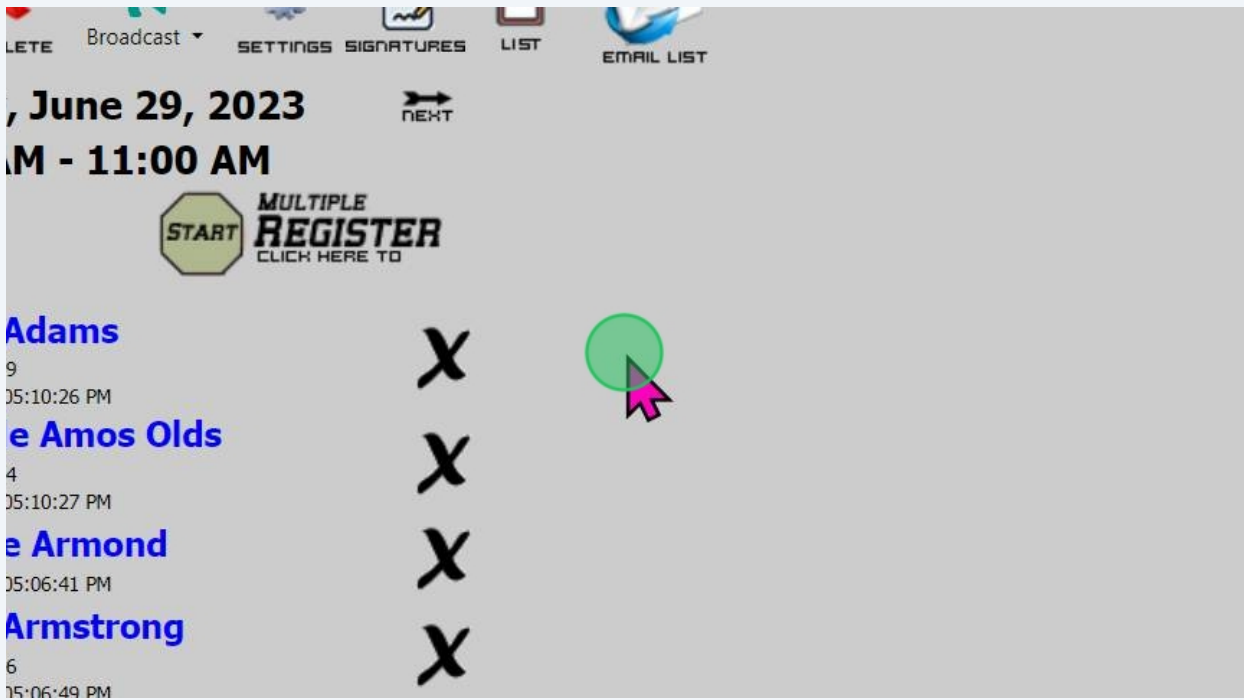 LETE Broadcast SETTINGS SIGNATURES LIST EMAIL LIST
, June 29, 2023 NEXT
AM - 11:00 AM
START MULTIPLE
REGISTER
CLICK HERE TO
Adams
9
05:10:26 PM
e Amos Olds
4
05:10:27 PM
e Armond
05:06:41 PM
Armstrong
6
05:06:49 PM